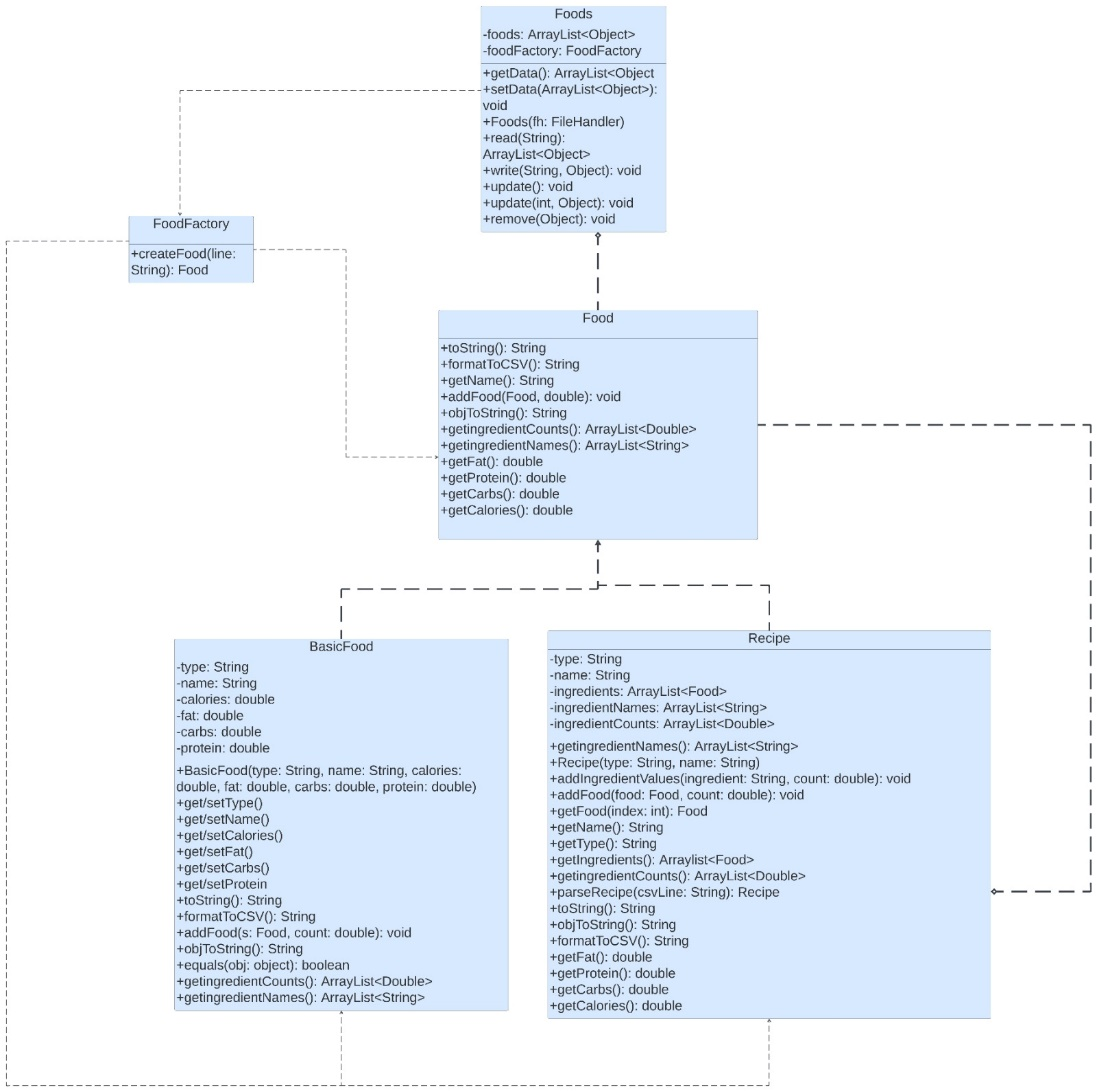 Foods
-foods: ArrayList<Object>
-foodFactory: FoodFactory
+getData(): ArrayList<Object
+setData(ArrayList<Object>):
void
+Foods(fh: FileHandler)
+read(String):
ArrayList<Object>
+write(String, Object): void
+update(): void
+update(int, Object): void
+remove(Object): void
FoodFactory
+createFood(line:
String): Food
Food
+toString(): String
+formatToCSV(): String
+getName(): String
+addFood(Food, double): void
+objToString(): String
+getingredientCounts(): ArrayList<Double>
+getingredientNames(): ArrayList<String>
+getFat(): double
+getProtein(): double
+getCarbs(): double
+getCalories(): double
BasicFood
-type: String
-name: String
-calories: double
-fat: double
-carbs: double
-protein: double
+BasicFood(type: String, name: String, calories:
double, fat: double, carbs: double, protein: double)
+get/setType()
+get/setName()
+get/setCalories()
+get/setFat()
+get/setCarbs()
+get/setProtein
+toString(): String
+formatToCSV(): String
+addFood(s: Food, count: double): void
+objToString(): String
+equals(obj: object): boolean
+getingredientCounts(): ArrayList<Double>
+getingredientNames(): ArrayList<String>
Recipe
-type: String
-name: String
-ingredients: ArrayList<Food>
-ingredientNames: ArrayList<String>
-ingredientCounts: ArrayList<Double>
+getingredientNames(): ArrayList<String>
+Recipe(type: String, name: String)
+addIngredientValues(ingredient: String, count: double): void
+addFood(food: Food, count: double): void
+getFood(index: int): Food
+getName(): String
+getType(): String
+getIngredients(): Arraylist<Food>
+getingredientCounts(): ArrayList<Double>
+parseRecipe(csvLine: String): Recipe
+toString(): String
+objToString(): String
+formatToCSV(): String
+getFat(): double
+getProtein(): double
+getCarbs(): double
+getCalories(): double